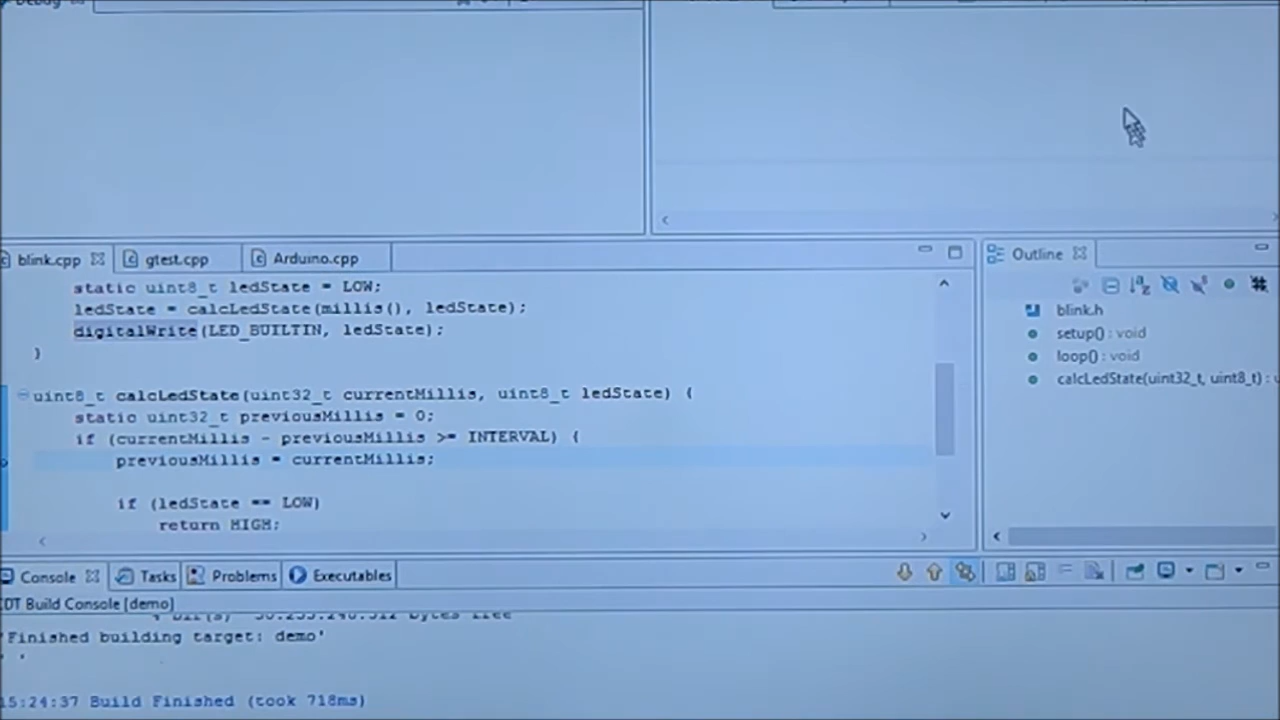 Debug
blink.cpp gtest.cpp Arduino.cpp
static uint8_t ledState = LOW;
ledState = calcLedState(millis(), ledState);
digitalWrite(LED_BUILTIN, ledState);
}
uint8_t calcLedState(uint32_t currentMillis, uint8_t ledState) {
static uint32_t previousMillis = 0;
if (currentMillis - previousMillis >= INTERVAL) {
previousMillis = currentMillis;
if (ledState == LOW)
return HIGH;
Outline
blink.h
setup() : void
loop() : void
calcLedState(uint32_t, uint8_t) : u
Console Tasks Problems Executables
CDT Build Console [demo]
bytes free
'Finished building target: demo'
' '
15:24:37 Build Finished (took 718ms)